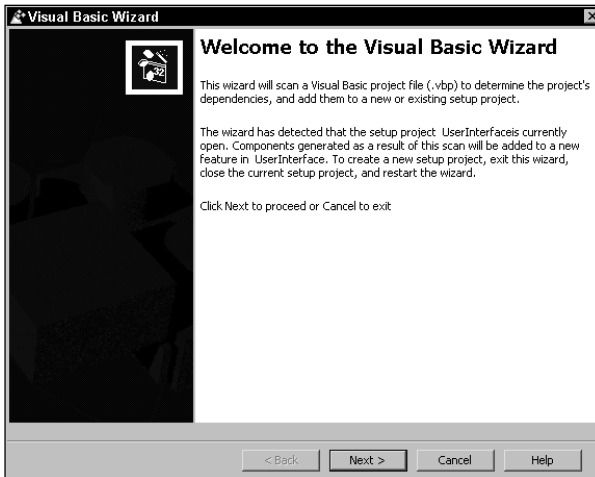 Visual Basic Wizard
32
Welcome to the Visual Basic Wizard
This wizard will scan a Visual Basic project file (.vbp) to determine the project's
dependencies, and add them to a new or existing setup project.
The wizard has detected that the setup project UserInterfaceis currently
open. Components generated as a result of this scan will be added to a new
feature in UserInterface. To create a new setup project, exit this wizard,
close the current setup project, and restart the wizard.
Click Next to proceed or Cancel to exit
< Back Next > Cancel Help